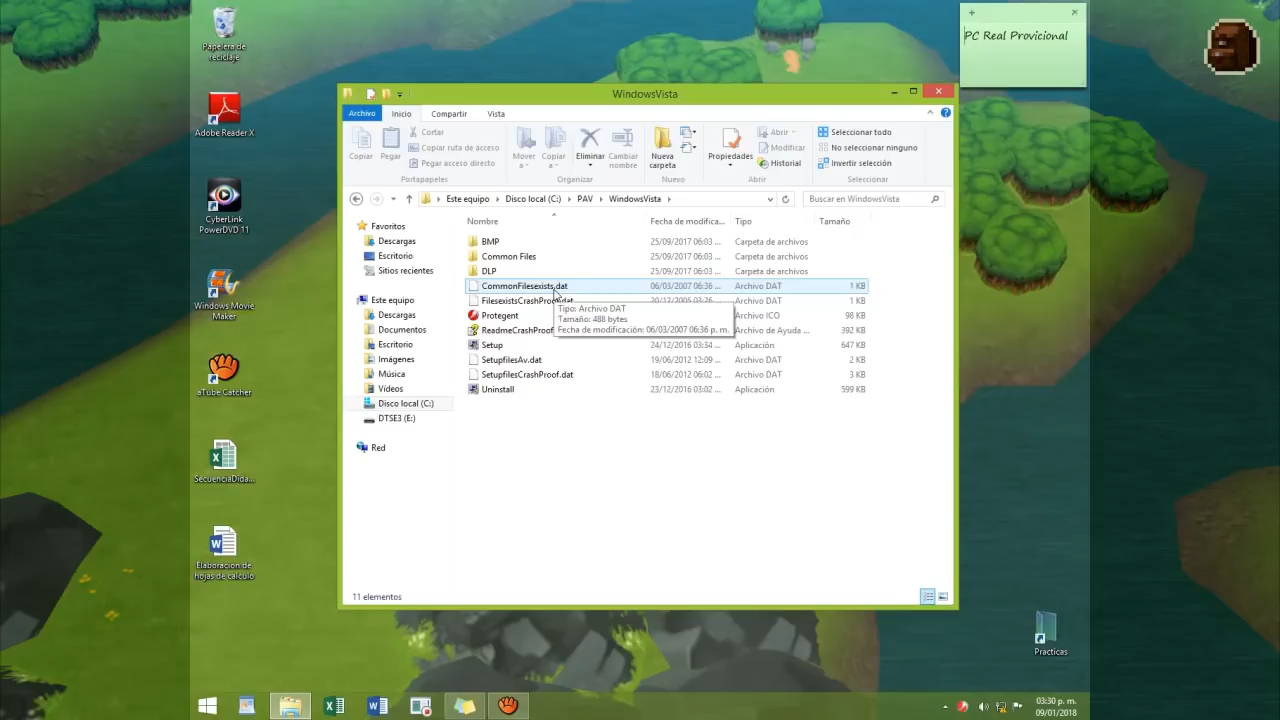 Papelera de
reciclaje
Adobe Reader X
CyberLink
PowerDVD 11
Windows Movie
Maker
aTube Catcher
SecuenciaDida...
Elaboracion de
hojas de calculo
PC Real Provicional
WindowsVista
Archivo Inicio Compartir Vista
Copiar Pegar
Cortar
Copiar ruta de acceso
Pegar acceso directo
Portapapeles
Mover
a
Copiar
a
Eliminar
Cambiar
nombre
Organizar
Nueva
carpeta
Nuevo
Propiedades
Abrir
Modificar
Historial
Abrir
Seleccionar todo
No seleccionar ninguno
Invertir selección
Seleccionar
Este equipo Disco local (C:) PAV WindowsVista
Buscar en WindowsVista
Favoritos
Descargas
Escritorio
Sitios recientes
Este equipo
Descargas
Documentos
Escritorio
Imágenes
Música
Vídeos
Disco local (C:)
DTSE3 (E:)
Red
Nombre Fecha de modifica... Tipo Tamaño
BMP 25/09/2017 06:03 ... Carpeta de archivos
Common Files 25/09/2017 06:03 ... Carpeta de archivos
DLP 25/09/2017 06:03 ... Carpeta de archivos
CommonFilesexists.dat 06/03/2007 06:36 ... Archivo DAT 1 KB
FilesexistsCrashProof.dat 20/12/2005 03:26 ... Archivo DAT 1 KB
Protegent Archivo ICO 98 KB
ReadmeCrashProof Archivo de Ayuda ... 392 KB
Setup 24/12/2016 03:34 ... Aplicación 647 KB
SetupfilesAv.dat 19/06/2012 12:09 ... Archivo DAT 2 KB
SetupfilesCrashProof.dat 18/06/2012 06:02 ... Archivo DAT 3 KB
Uninstall 23/12/2016 03:02 ... Aplicación 599 KB
Tipo: Archivo DAT
Tamaño: 488 bytes
Fecha de modificación: 06/03/2007 06:36 p. m.
11 elementos
Practicas
03:30 p. m.
09/01/2018